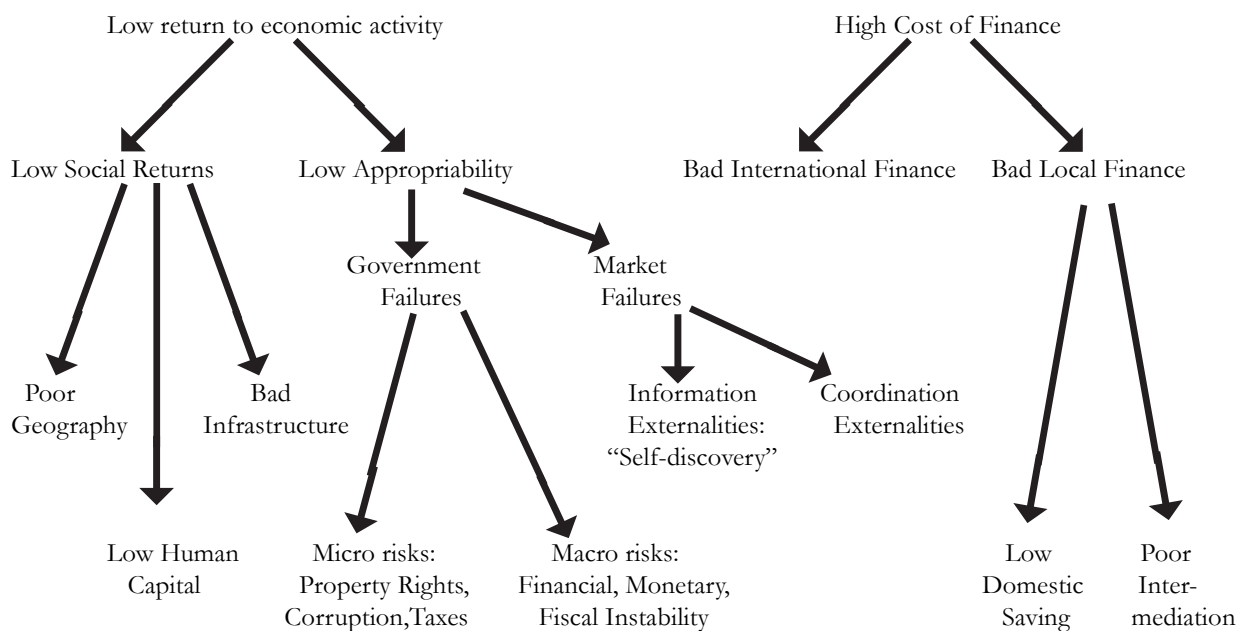 Low return to economic activity
High Cost of Finance
Low Social Returns
Low Appropriability
Bad International Finance
Bad Local Finance
Government
Failures
Market
Failures
Poor
Geography
Bad
Infrastructure
Information
Externalities:
“Self-discovery”
Coordination
Externalities
Low Human
Capital
Micro risks:
Property Rights,
Corruption,Taxes
Macro risks:
Financial, Monetary,
Fiscal Instability
Low
Domestic
Saving
Poor
Inter-
mediation